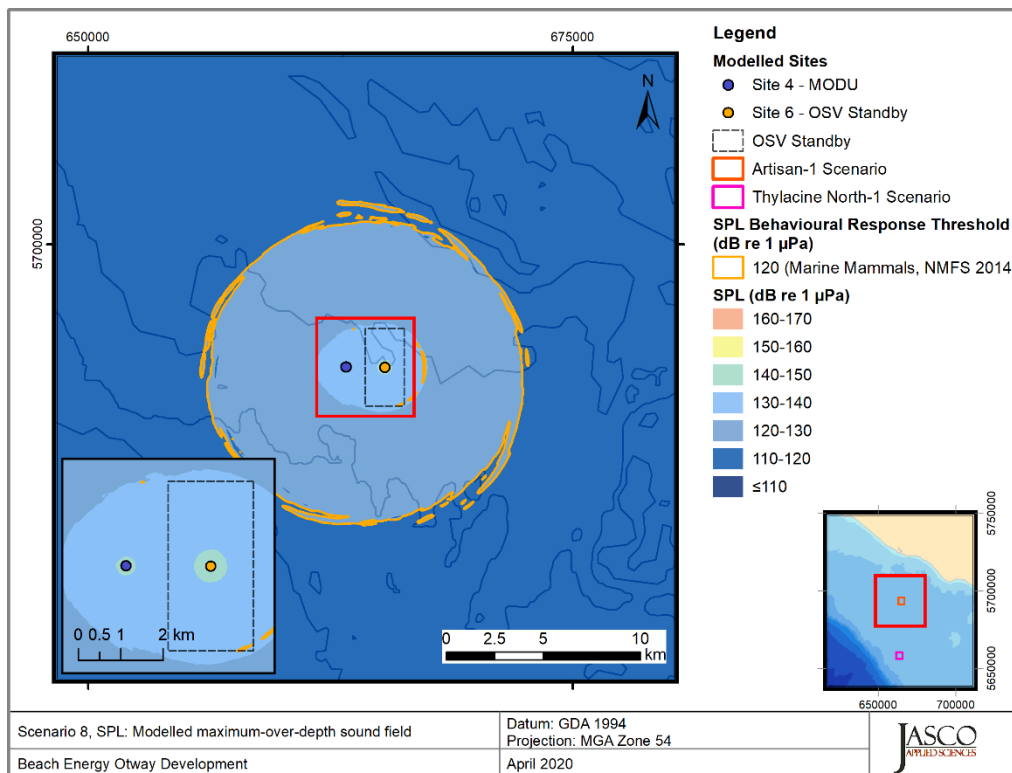 650000
675000
5700000
N
0 0.5 1 2 km
0 2.5 5 10
km
Legend
Modelled Sites
Site 4 - MODU
Site 6 - OSV Standby
OSV Standby
Artisan-1 Scenario
Thylacine North-1 Scenario
SPL Behavioural Response Threshold
(dB re 1 µPa)
120 (Marine Mammals, NMFS 2014
SPL (dB re 1 µPa)
160-170
150-160
140-150
130-140
120-130
110-120
≤110
5750000
5700000
5650000
650000 700000
Scenario 8, SPL: Modelled maximum-over-depth sound field
Datum: GDA 1994
Projection: MGA Zone 54
Beach Energy Otway Development
April 2020
JASCO
APPLIED SCIENCES